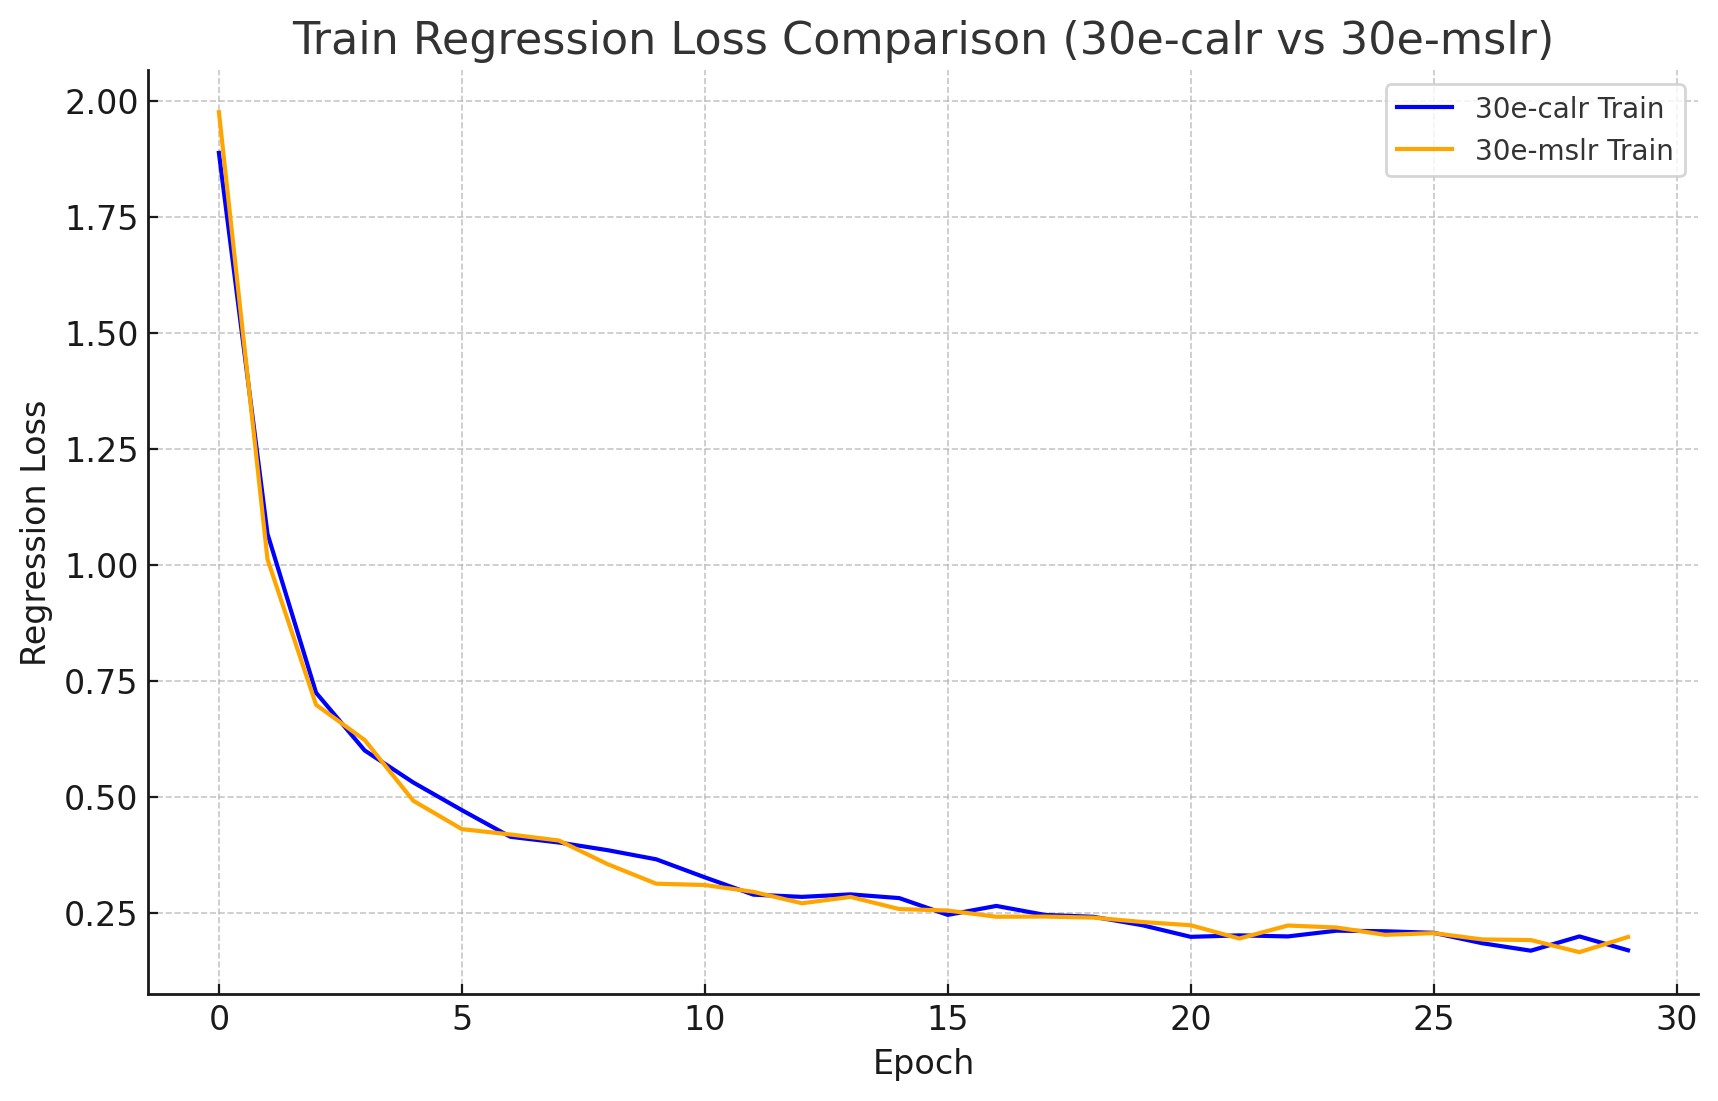 Train Regression Loss Comparison (30e-calr vs 30e-mslr)
30e-calr Train
30e-mslr Train
2.00
1.75
1.50
1.25
1.00
0.75
0.50
0.25
Regression Loss
0 5 10 15 20 25 30
Epoch